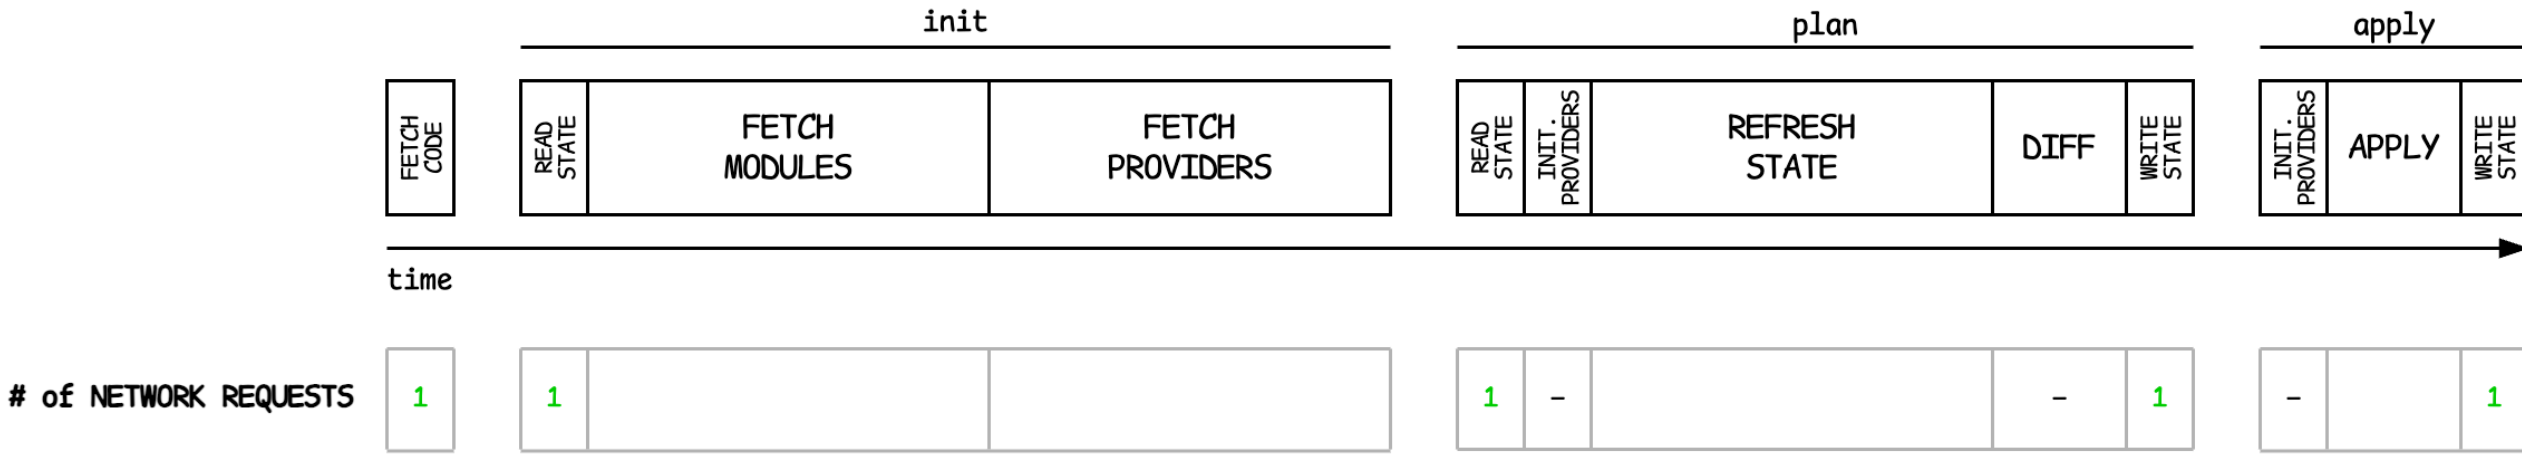 init
plan
apply
FETCH
CODE
READ
STATE
FETCH
MODULES
FETCH
PROVIDERS
READ
STATE
INIT.
PROVIDERS
REFRESH
STATE
DIFF
WRITE
STATE
INIT.
PROVIDERS
APPLY
WRITE
STATE
time
# of NETWORK REQUESTS
1
1
1
–
–
1
–
1